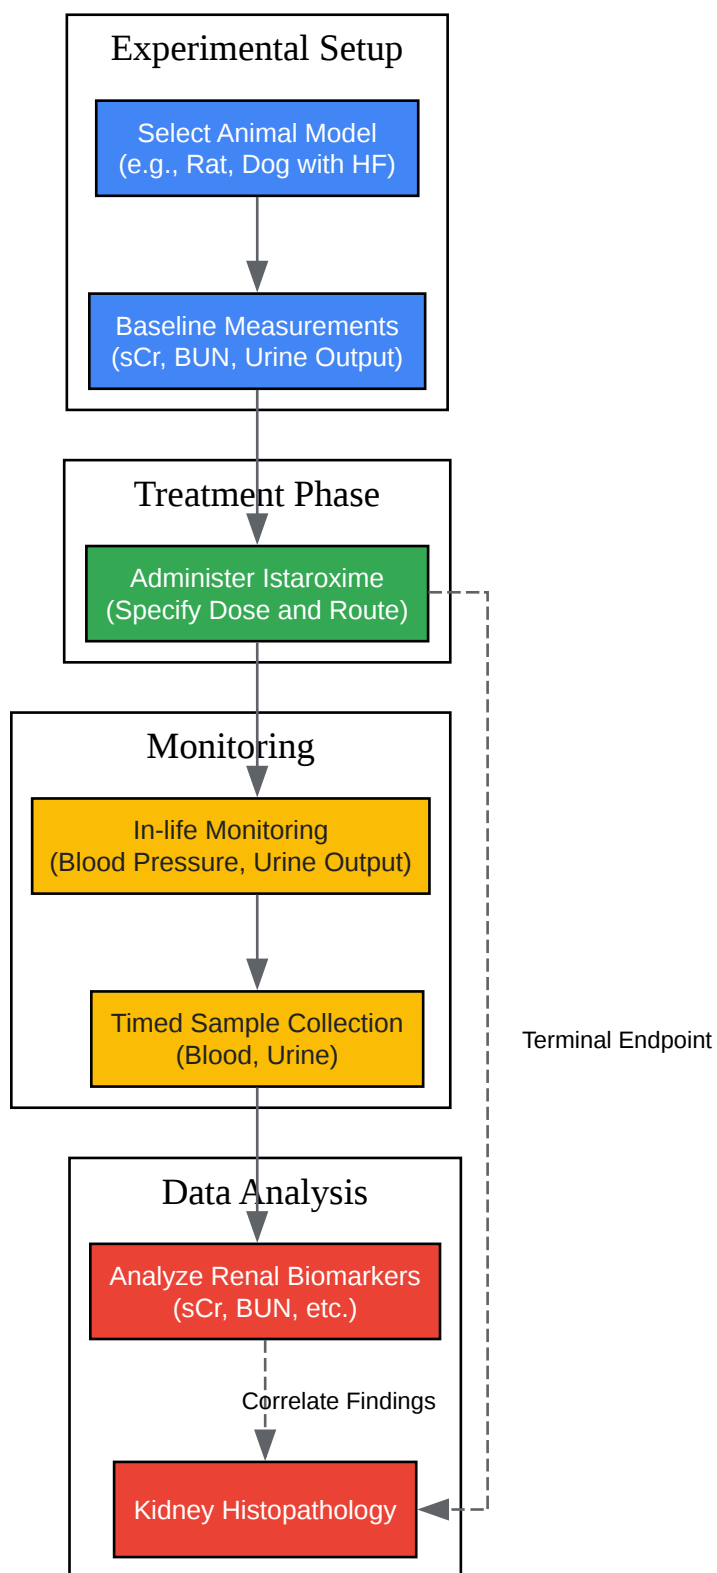 Experimental Setup
Select Animal Model
(e.g., Rat, Dog with HF)
Baseline Measurements
(sCr, BUN, Urine Output)
Treatment Phase
Administer Istaroxime
(Specify Dose and Route)
Monitoring
In-life Monitoring
(Blood Pressure, Urine Output)
Timed Sample Collection
(Blood, Urine)
Terminal Endpoint
Data Analysis
Analyze Renal Biomarkers
(sCr, BUN, etc.)
Correlate Findings
Kidney Histopathology